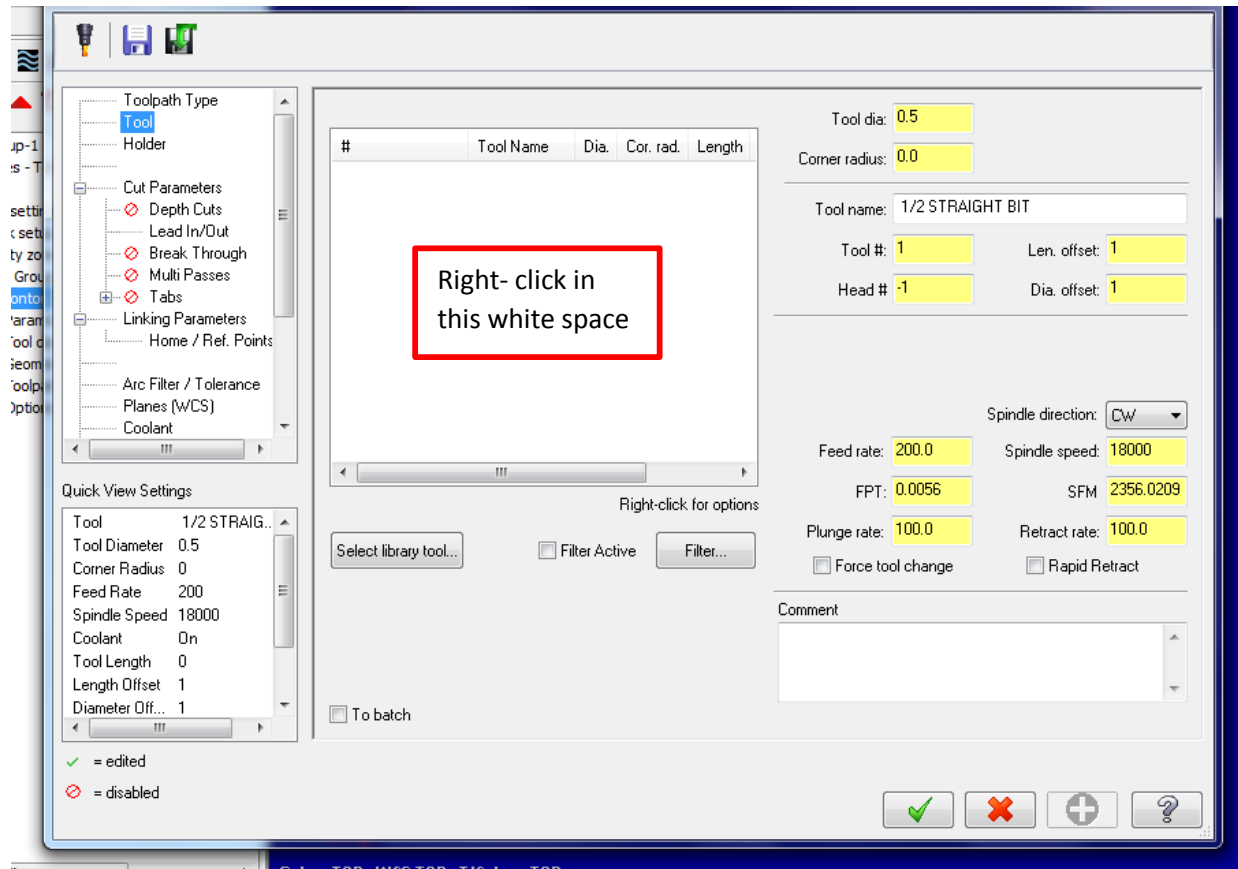 Toolpath Type
Tool
Holder
Cut Parameters
Depth Cuts
Lead In/Out
Break Through
Multi Passes
Tabs
Linking Parameters
Home / Ref. Points
Arc Filter / Tolerance
Planes (WCS)
Coolant
Quick View Settings
Tool 1/2 STRAIG..
Tool Diameter 0.5
Corner Radius 0
Feed Rate 200
Spindle Speed 18000
Coolant On
Tool Length 0
Length Offset 1
Diameter Off... 1
= edited
= disabled
# Tool Name Dia. Cor. rad. Length
Right- click in
this white space
Right-click for options
Select library tool... Filter Active Filter...
To batch
Tool dia: 0.5
Corner radius: 0.0
Tool name: 1/2 STRAIGHT BIT
Tool #: 1 Len. offset: 1
Head # -1 Dia. offset: 1
Spindle direction: CW
Feed rate: 200.0 Spindle speed: 18000
FPT: 0.0056 SFM 2356.0209
Plunge rate: 100.0 Retract rate: 100.0
Force tool change Rapid Retract
Comment